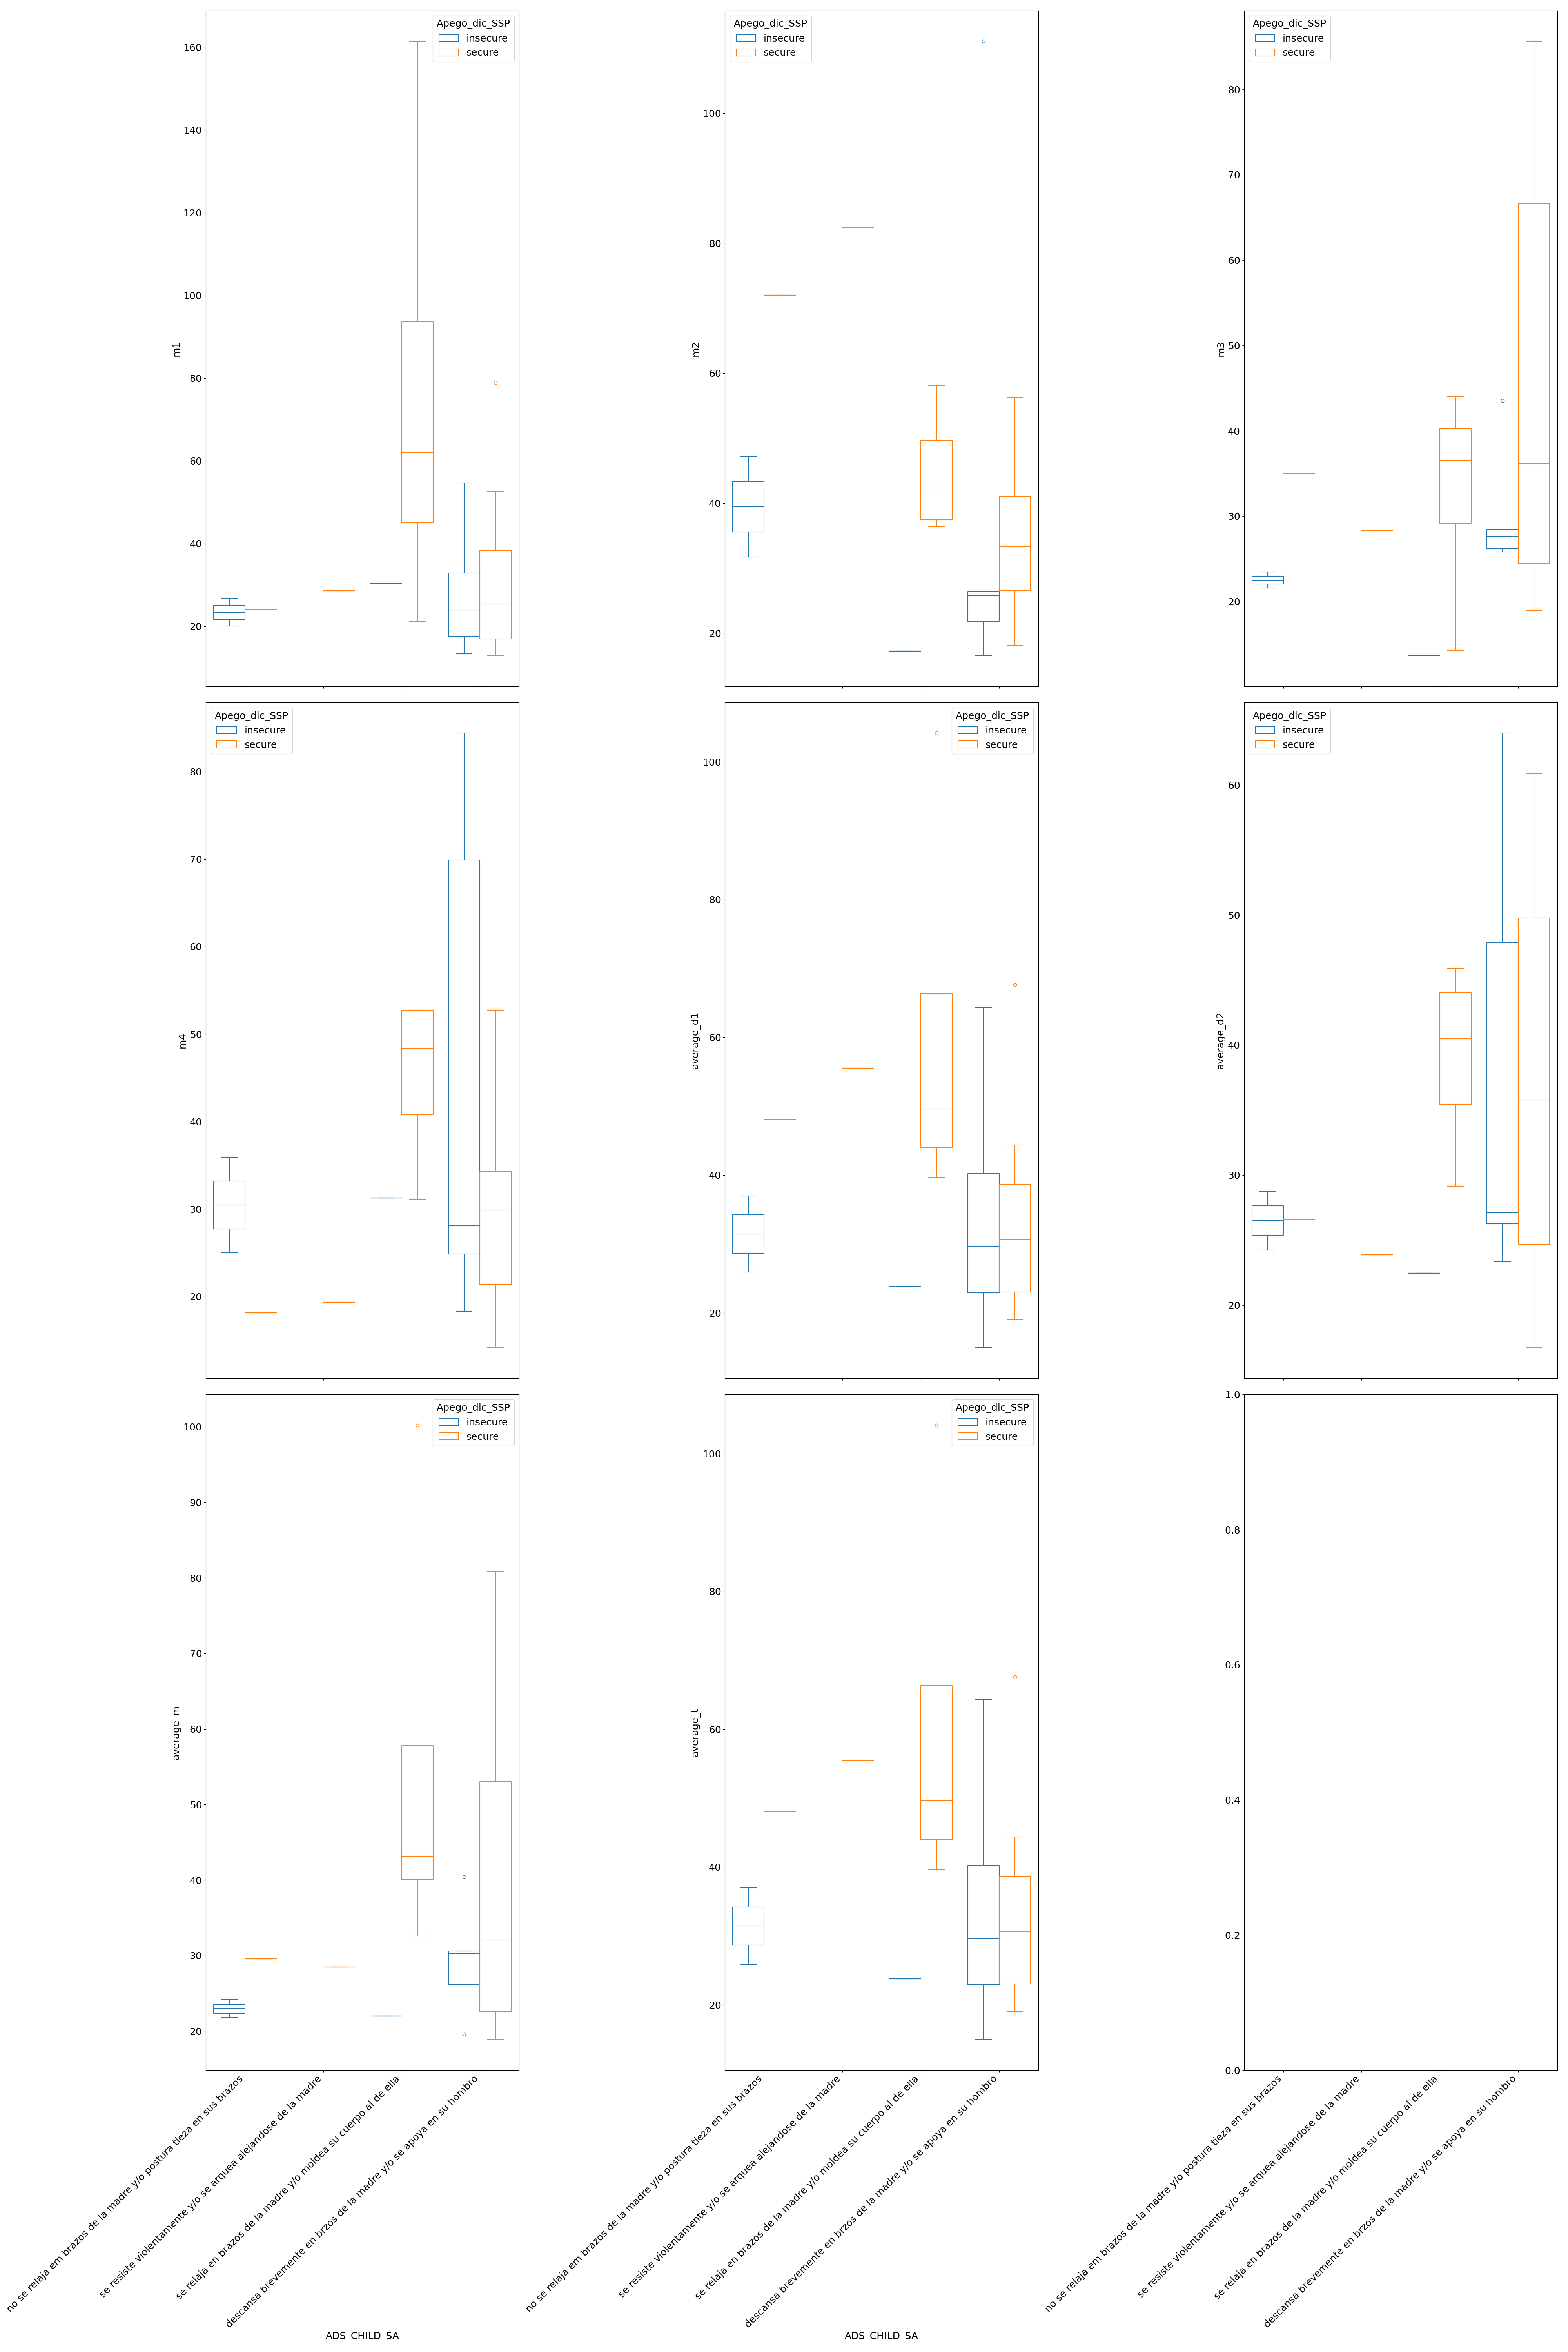 Apego_dic_SSP
insecure
secure
160
140
120
100
80
60
40
20
m1
Apego_dic_SSP
insecure
secure
100
80
60
40
20
m2
Apego_dic_SSP
insecure
secure
80
70
60
50
40
30
20
m3
Apego_dic_SSP
insecure
secure
80
70
60
50
40
30
20
m4
Apego_dic_SSP
insecure
secure
100
80
60
40
20
average_d1
Apego_dic_SSP
insecure
secure
60
50
40
30
20
average_d2
Apego_dic_SSP
insecure
secure
100
90
80
70
60
50
40
30
20
average_m
no se relaja em brazos de la madre y/o postura tieza en sus brazos
se resiste violentamente y/o se arquea alejandose de la madre
se relaja en brazos de la madre y/o moldea su cuerpo al de ella
descansa brevemente en brzos de la madre y/o se apoya en su hombro
ADS_CHILD_SA
Apego_dic_SSP
insecure
secure
100
80
60
40
20
average_t
no se relaja em brazos de la madre y/o postura tieza en sus brazos
se resiste violentamente y/o se arquea alejandose de la madre
se relaja en brazos de la madre y/o moldea su cuerpo al de ella
descansa brevemente en brzos de la madre y/o se apoya en su hombro
ADS_CHILD_SA
1.0
0.8
0.6
0.4
0.2
0.0
no se relaja em brazos de la madre y/o postura tieza en sus brazos
se resiste violentamente y/o se arquea alejandose de la madre
se relaja en brazos de la madre y/o moldea su cuerpo al de ella
descansa brevemente en brzos de la madre y/o se apoya en su hombro